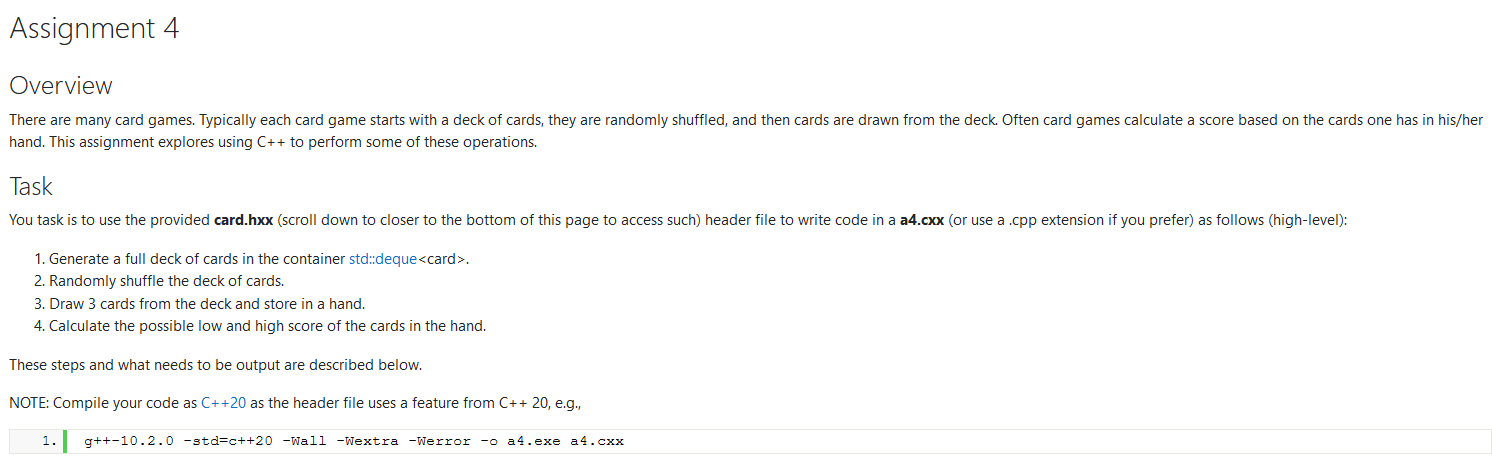 Assignment 4
Overview
There are many card games. Typically each card game starts with a deck of cards, they are randomly shuffled, and then cards are drawn from the deck. Often card games calculate a score based on the cards one has in his/her
hand. This assignment explores using C++ to perform some of these operations.
Task
You task is to use the provided card.hxx (scroll down to closer to the bottom of this page to access such) header file to write code in a a4.cxx (or use a .cpp extension if you prefer) as follows (high-level):
1. Generate a full deck of cards in the container std::deque<card>.
2. Randomly shuffle the deck of cards.
3. Draw 3 cards from the deck and store in a hand.
4. Calculate the possible low and high score of the cards in the hand.
These steps and what needs to be output are described below.
NOTE: Compile your code as C++20 as the header file uses a feature from C++ 20, e.g.,
1. g++-10.2.0 -std=c++20 -Wall -Wextra -Werror -o a4.exe a4.cxx